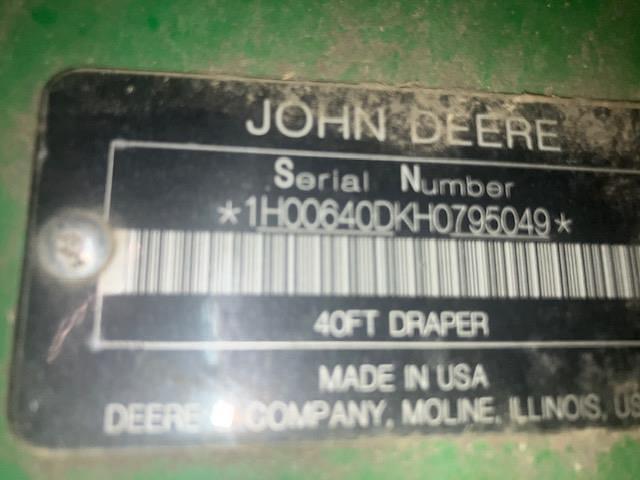 JOHN DEERE
Serial Number
*1H00640DKH0795049*
40FT DRAPER
MADE IN USA
DEERE & COMPANY, MOLINE, ILLINOIS, US